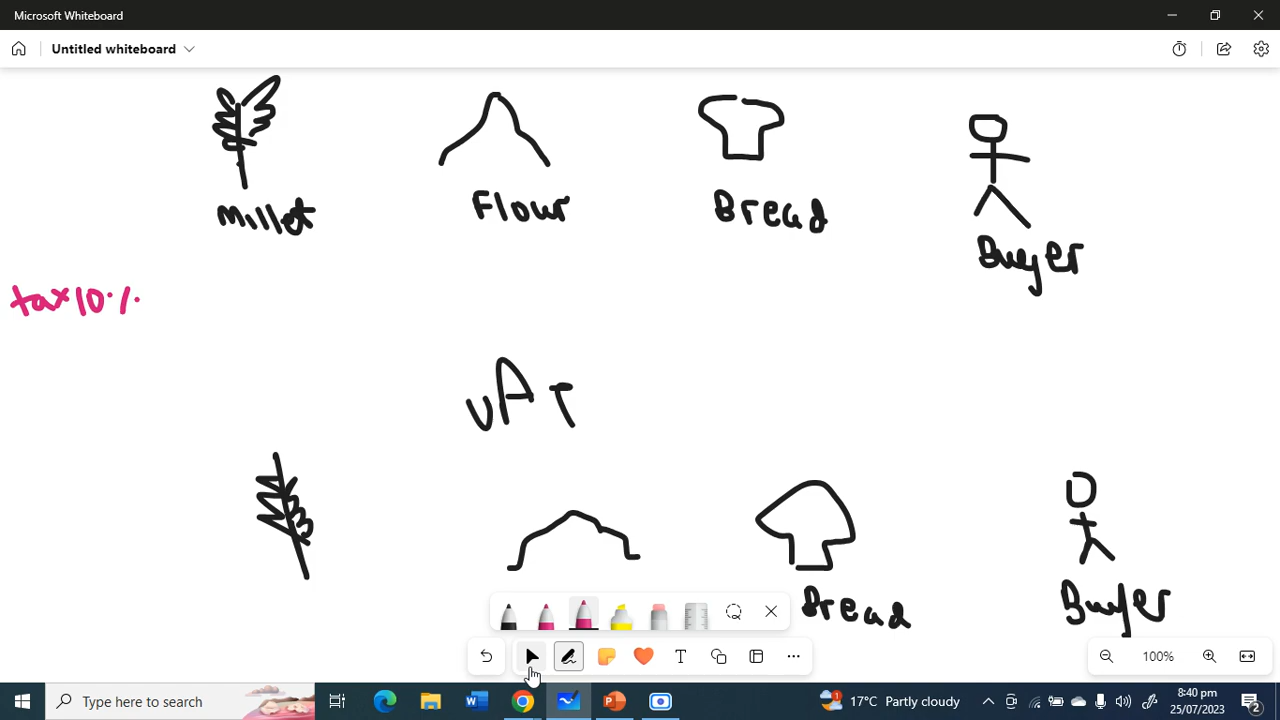 Microsoft Whiteboard
Untitled whiteboard
Millet
Flour
Bread
Buyer
tax 10%
VAT
Bread
Buyer
100%
Type here to search
17°C Partly cloudy
8:40 pm
25/07/2023
2